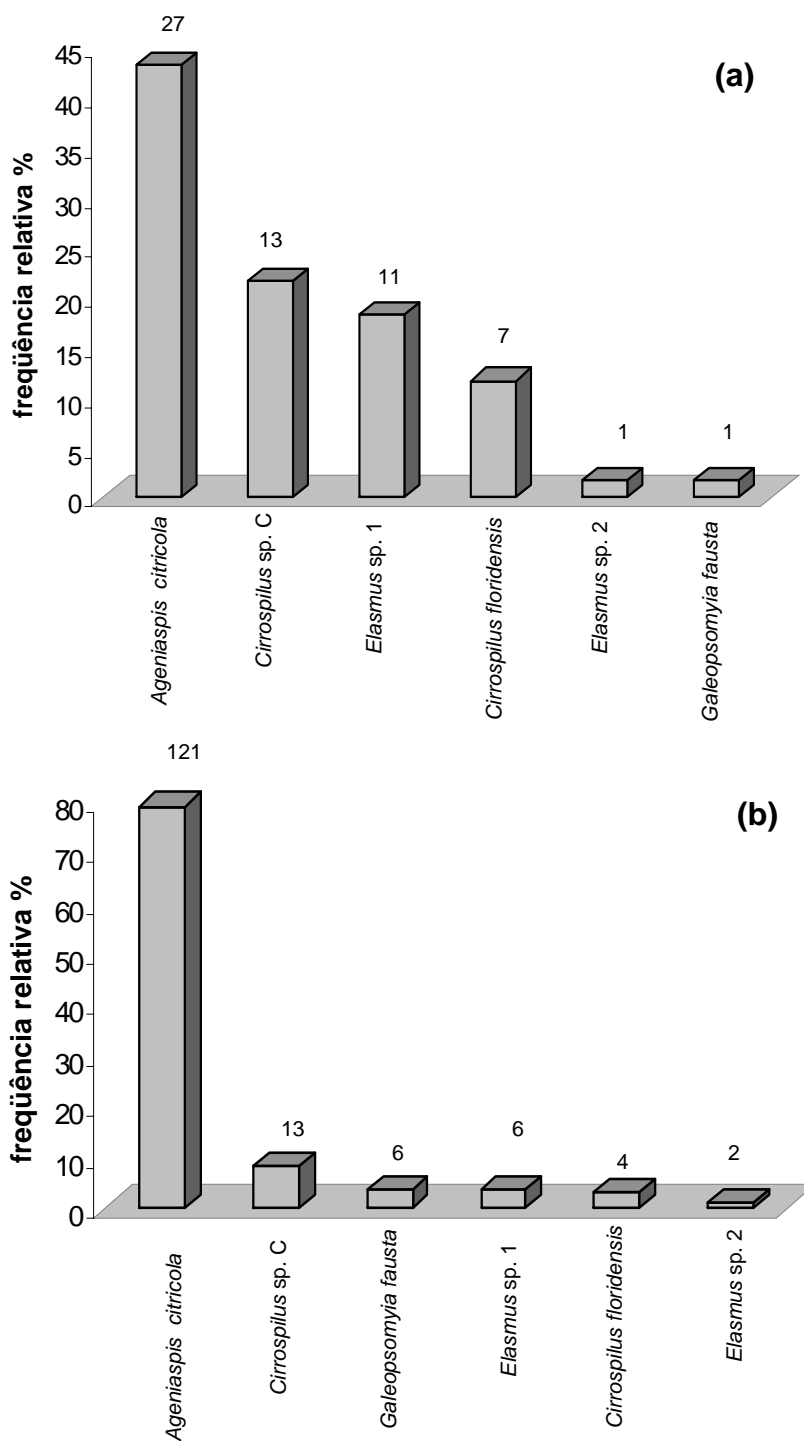 27
(a)
45
40
35
30
25
20
15
10
5
0
freqüência relativa %
13
11
7
1
1
Ageniaspis citricola
Cirrospilus sp. C
Elasmus sp. 1
Cirrospilus floridensis
Elasmus sp. 2
Galeopsomyia fausta
121
(b)
80
70
60
50
40
30
20
10
0
freqüência relativa %
13
6
6
4
2
Ageniaspis citricola
Cirrospilus sp. C
Galeopsomyia fausta
Elasmus sp. 1
Cirrospilus floridensis
Elasmus sp. 2